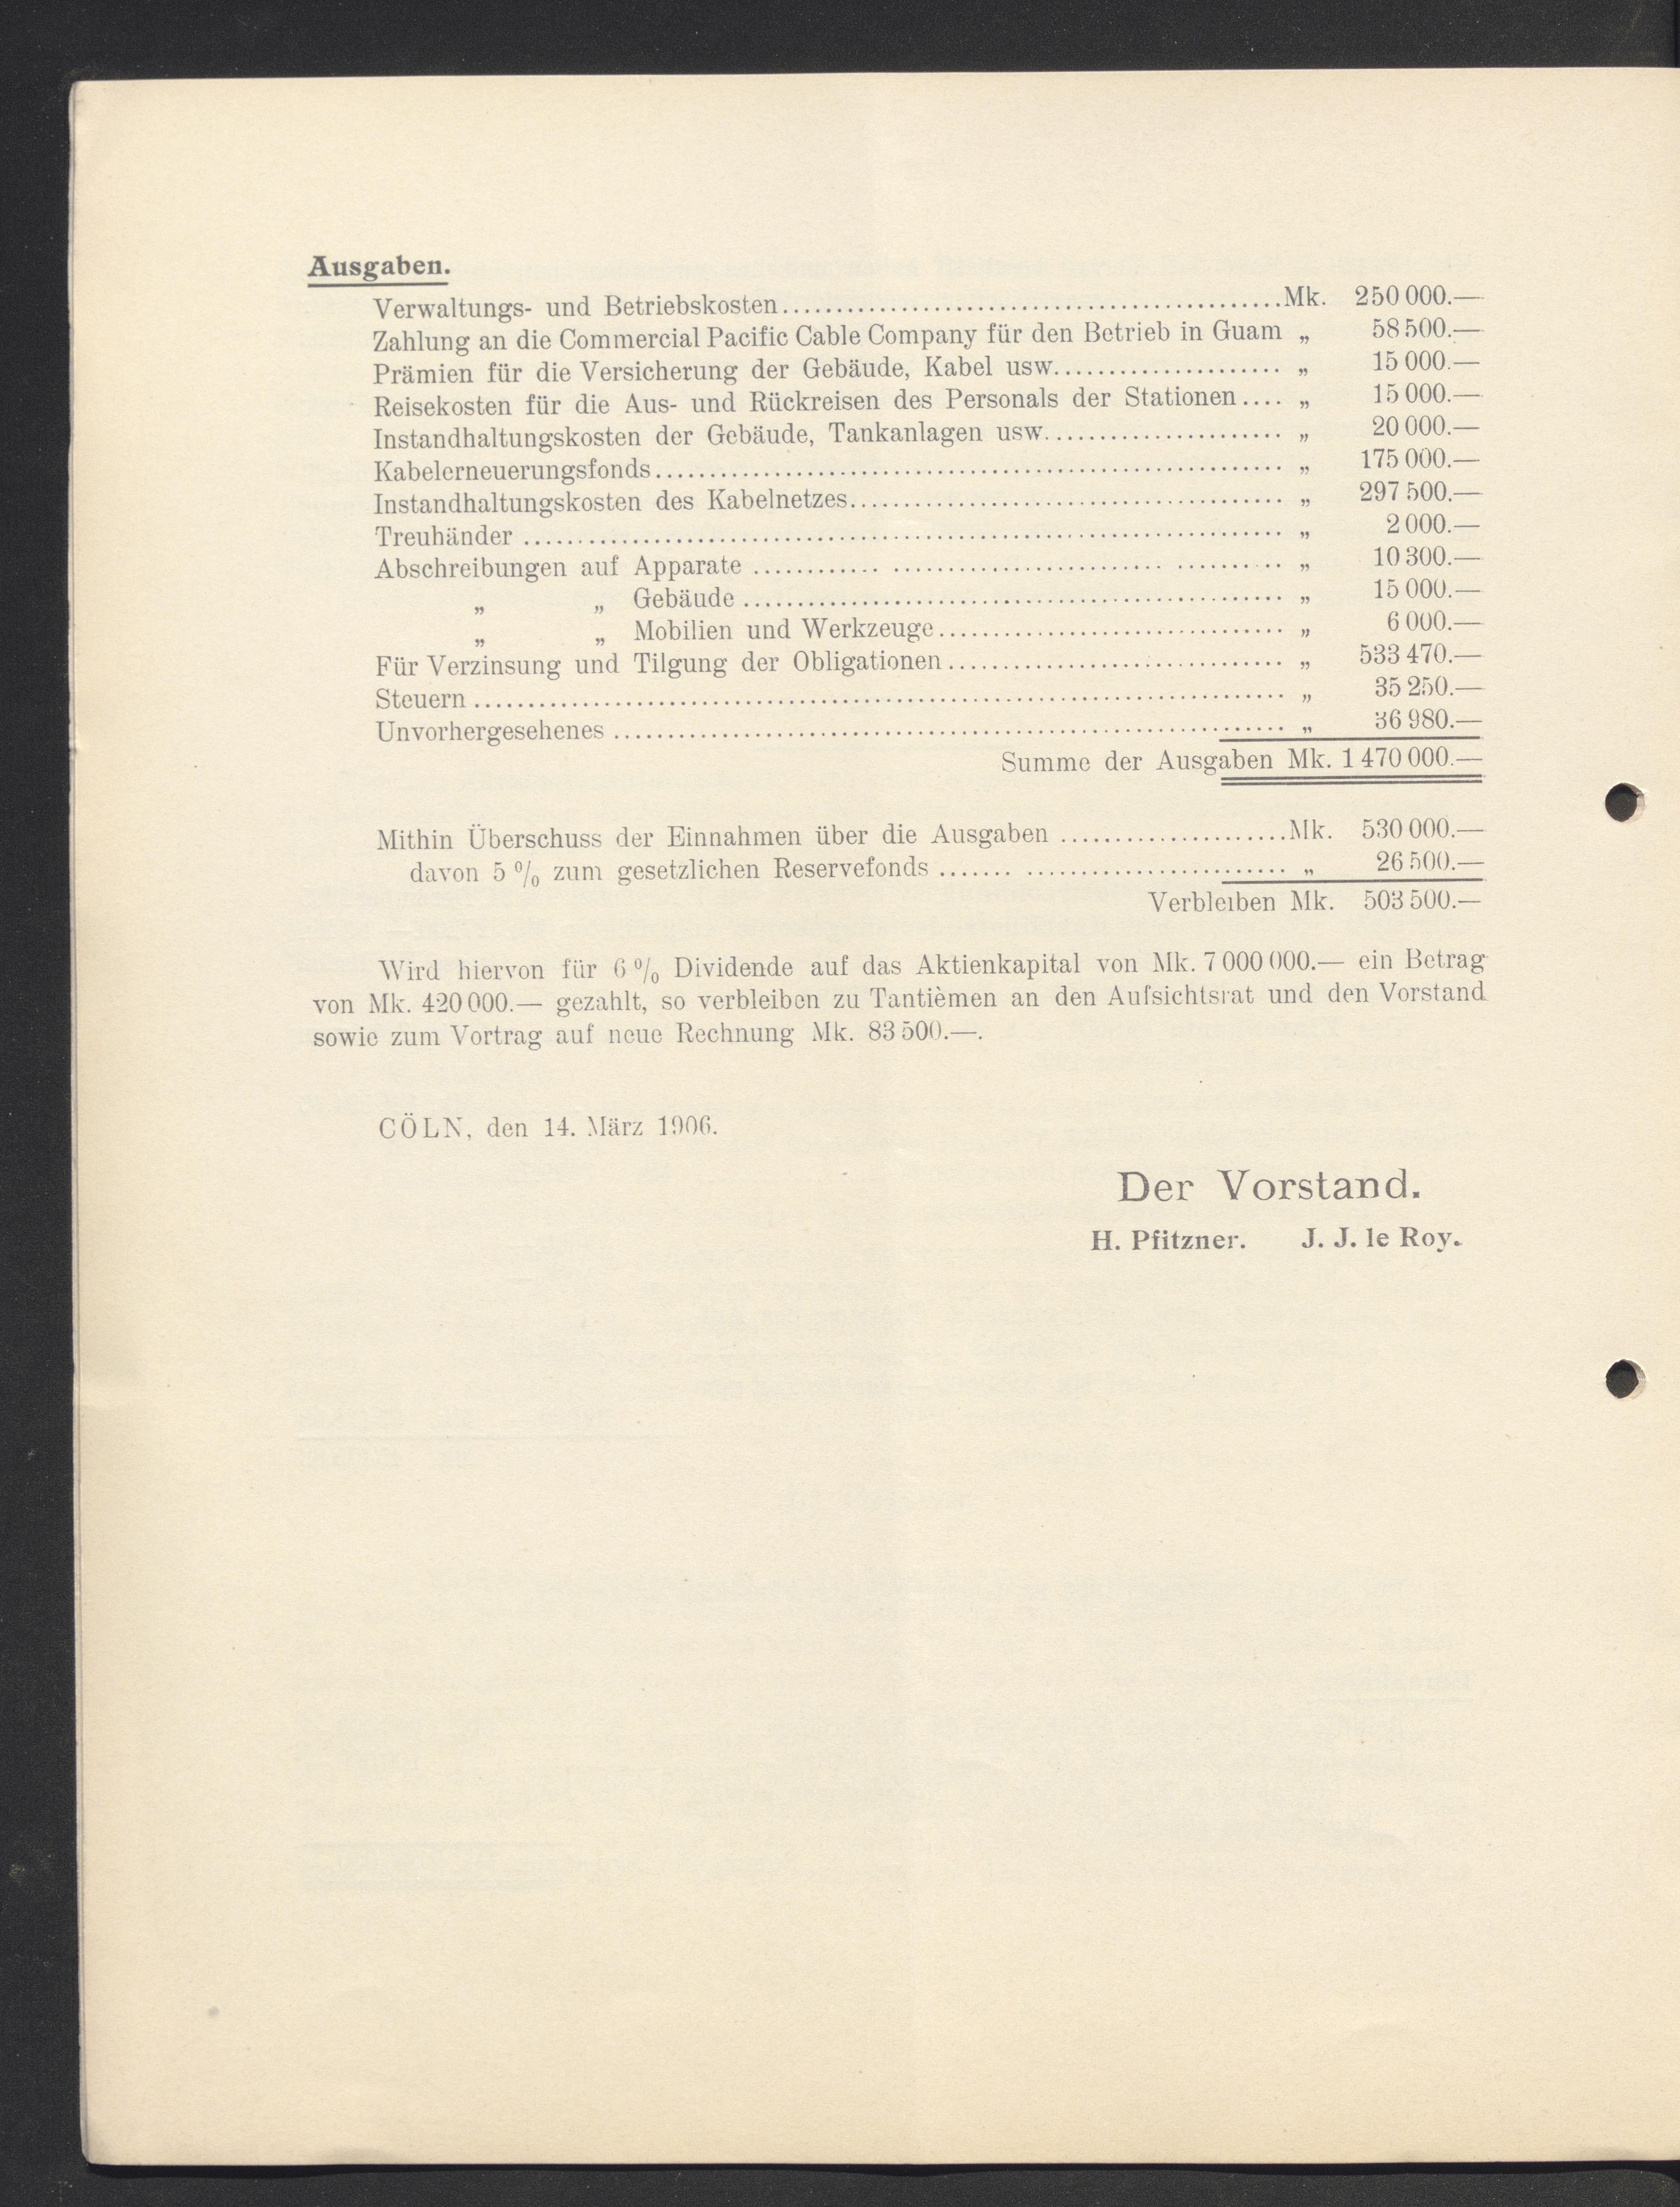 Ausgaben.
Verwaltungs- und Betriebskosten................................................Mk. 250 000.—
Zahlung an die Commercial Pacific Cable Company für den Betrieb in Guam „ 58 500.—
Prämien für die Versicherung der Gebäude, Kabel usw..................... „ 15 000.—
Reisekosten für die Aus- und Rückreisen des Personals der Stationen.... „ 15 000.—
Instandhaltungskosten der Gebäude, Tankanlagen usw...................... „ 20 000.—
Kabelerneuerungsfonds............................................................ „ 175 000.—
Instandhaltungskosten des Kabelnetzes......................................... „ 297 500.—
Treuhänder ......................................................................... „ 2 000.—
Abschreibungen auf Apparate ............ .......................... .......... „ 10 300.—
„ „ Gebäude.................................................... „ 15 000.—
„ „ Mobilien und Werkzeuge................................. „ 6 000.—
Für Verzinsung und Tilgung der Obligationen................................ „ 533 470.—
Steuern.............................................................................. „ 35 250.—
Unvorhergesehenes ................................................................ „ 36 980.—
Summe der Ausgaben Mk. 1 470 000.—
Mithin Überschuss der Einnahmen über die Ausgaben ......................Mk. 530 000.—
davon 5 % zum gesetzlichen Reservefonds ....... ......................... „ 26 500.—
Verbleiben Mk. 503 500.—
Wird hiervon für 6 % Dividende auf das Aktienkapital von Mk. 7 000 000.— ein Betrag
von Mk. 420 000.— gezahlt, so verbleiben zu Tantièmen an den Aufsichtsrat und den Vorstand
sowie zum Vortrag auf neue Rechnung Mk. 83 500.—.
CÖLN, den 14. März 1906.
Der Vorstand.
H. Pfitzner. J. J. le Roy.